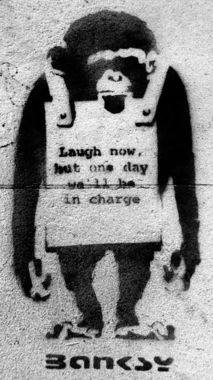 Laugh now,
but one day
we'll be
in charge
BANKSY